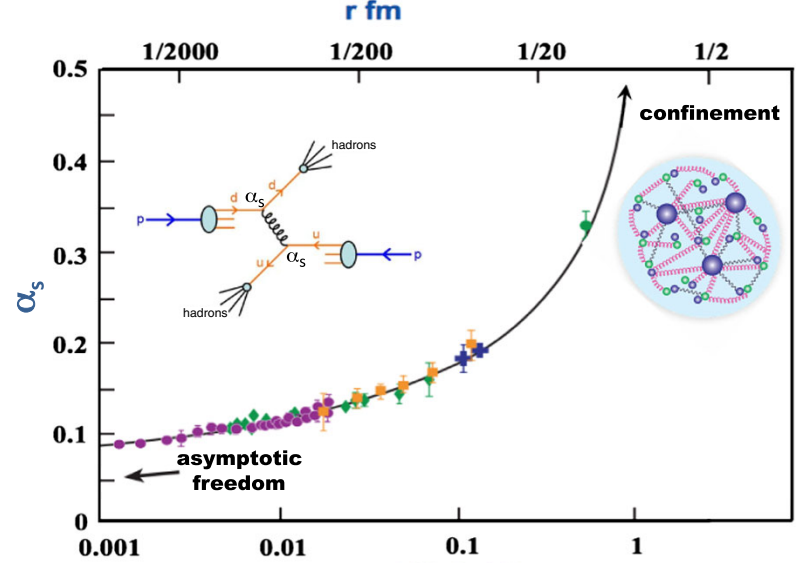 r fm
1/2000 1/200 1/20 1/2
0.5
confinement
hadrons
0.4
d
d
αs
p
0.3
u
αs
p
u
αs
hadrons
0.2
0.1
asymptotic
freedom
0
0.001 0.01 0.1 1